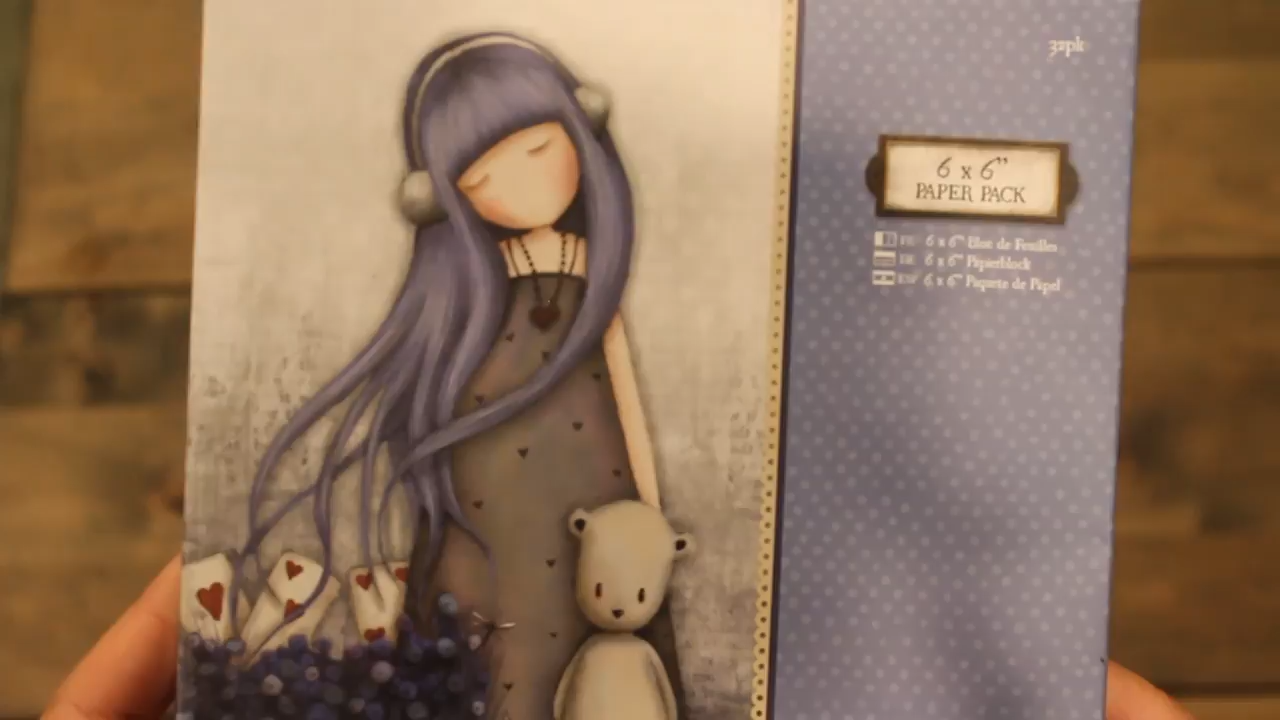 32pk
6 x 6”
PAPER PACK
6 x 6” Bloc de Feuilles
6 x 6” Papierblock
6 x 6” Paquete de Papel